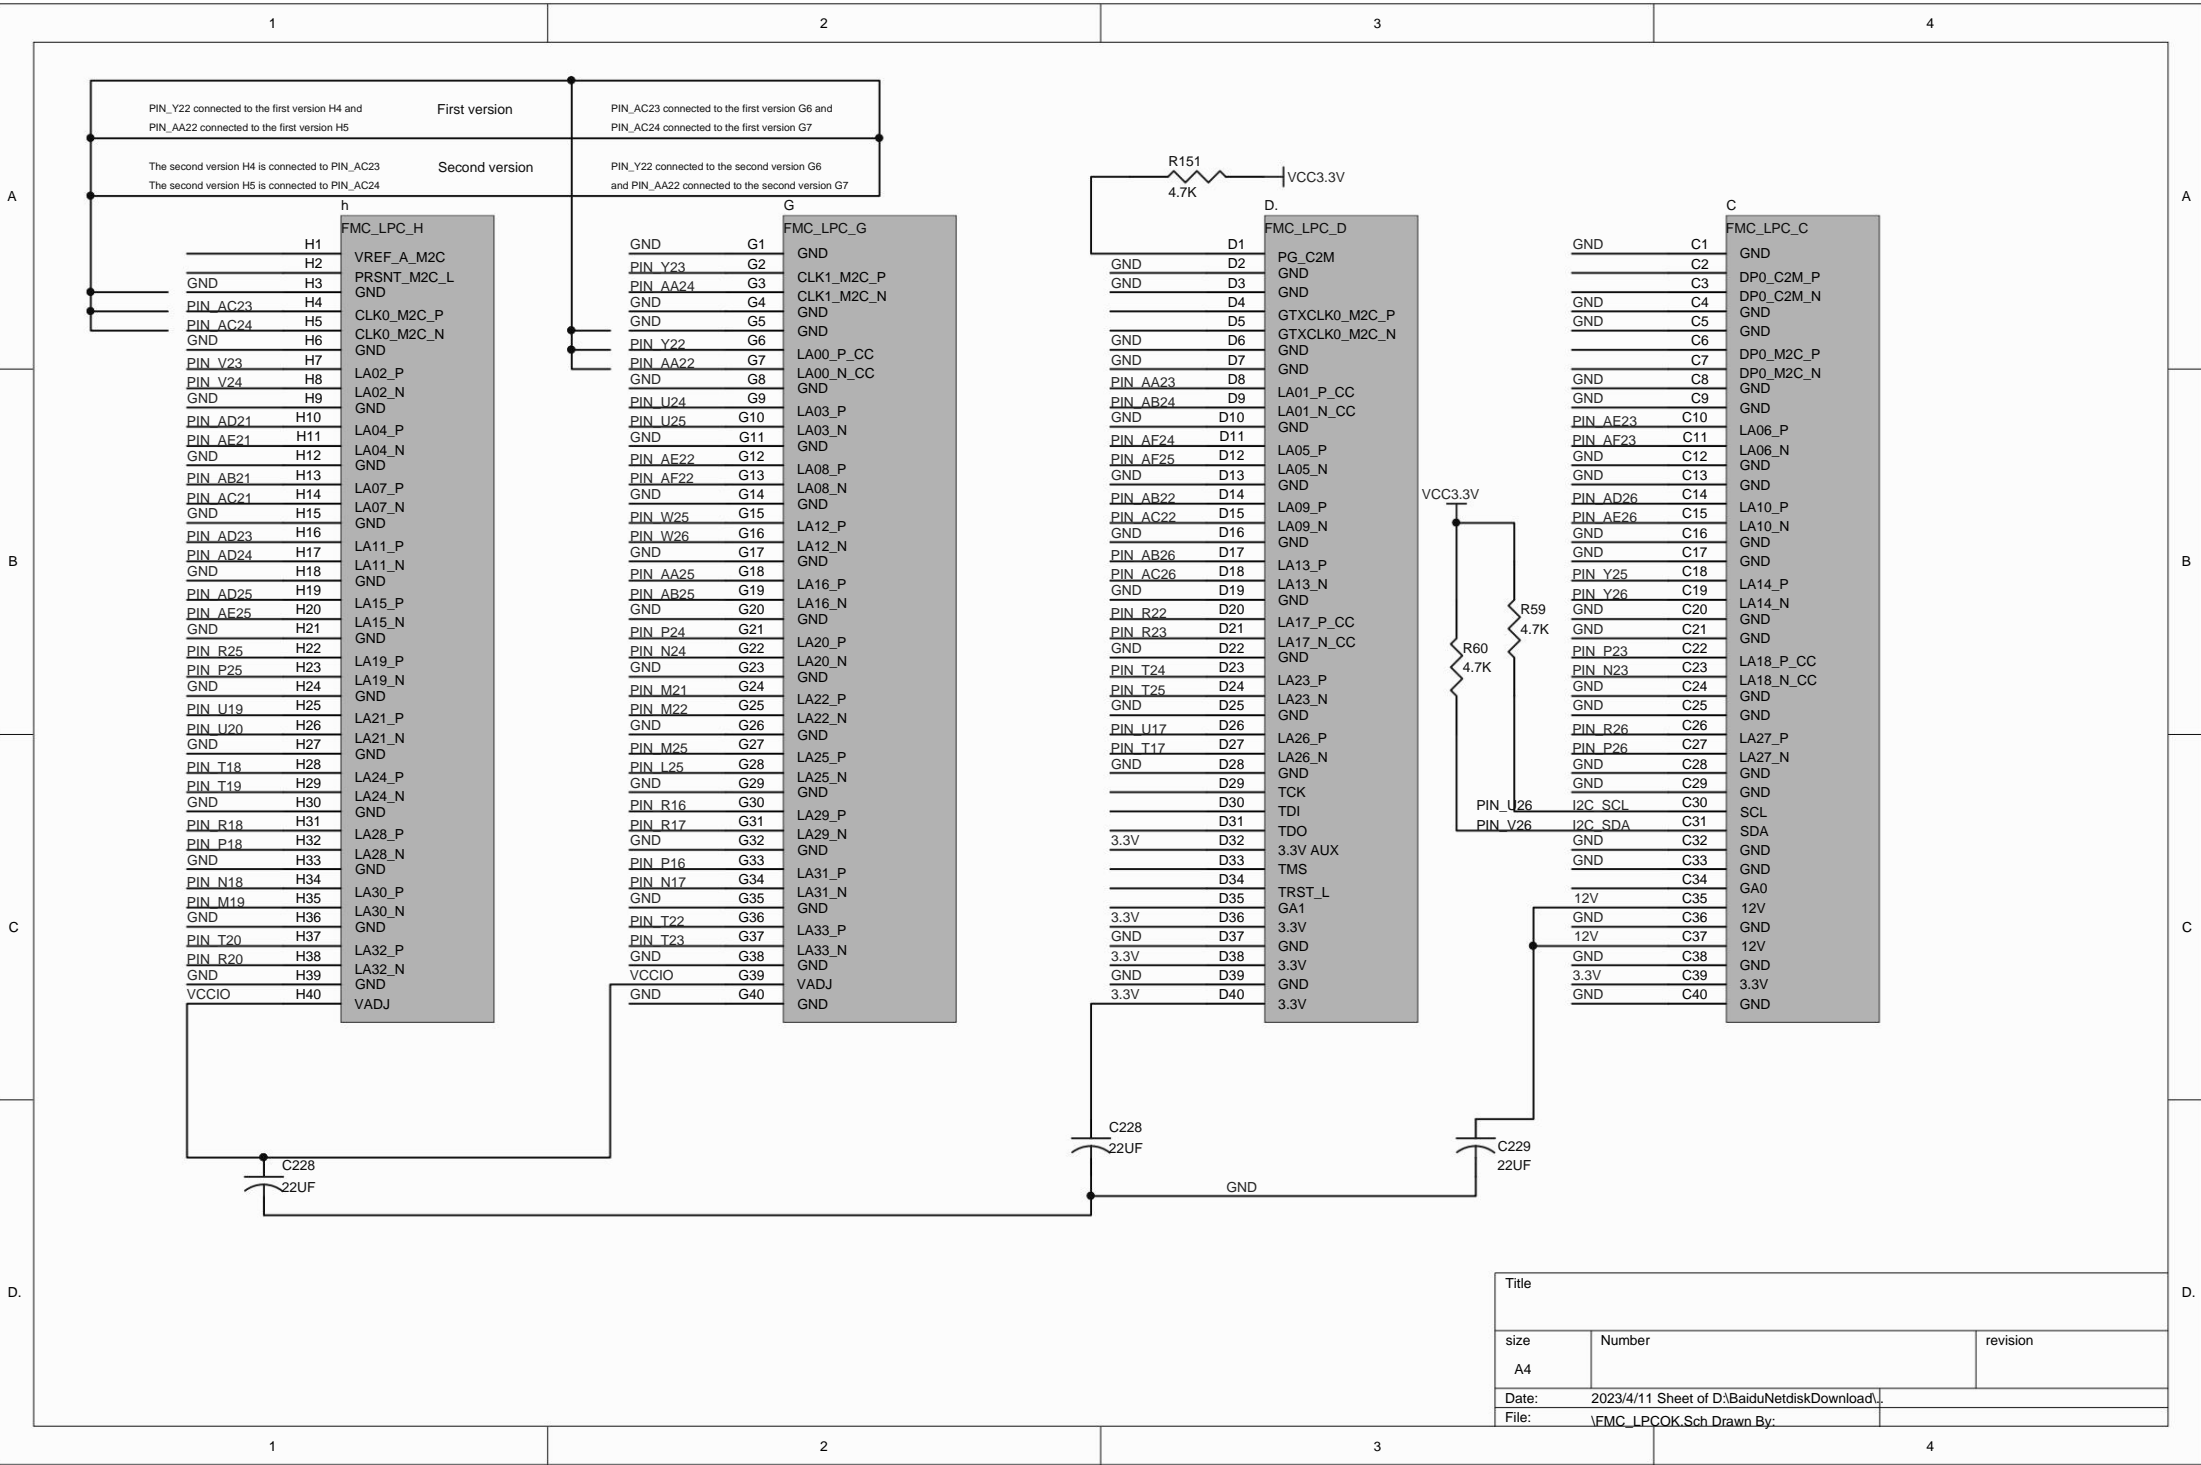 1 2 3 4
A
B
C
D.
PIN_Y22 connected to the first version H4 and
PIN_AA22 connected to the first version H5
First version
PIN_AC23 connected to the first version G6 and
PIN_AC24 connected to the first version G7
The second version H4 is connected to PIN_AC23
The second version H5 is connected to PIN_AC24
Second version
PIN_Y22 connected to the second version G6
and PIN_AA22 connected to the second version G7
h
FMC_LPC_H
H1 VREF_A_M2C
H2 PRSNT_M2C_L
GND H3 GND
PIN_AC23 H4 CLK0_M2C_P
PIN_AC24 H5 CLK0_M2C_N
GND H6 GND
PIN_V23 H7 LA02_P
PIN_V24 H8 LA02_N
GND H9 GND
PIN_AD21 H10 LA04_P
PIN_AE21 H11 LA04_N
GND H12 GND
PIN_AB21 H13 LA07_P
PIN_AC21 H14 LA07_N
GND H15 GND
PIN_AD23 H16 LA11_P
PIN_AD24 H17 LA11_N
GND H18 GND
PIN_AD25 H19 LA15_P
PIN_AE25 H20 LA15_N
GND H21 GND
PIN_R25 H22 LA19_P
PIN_P25 H23 LA19_N
GND H24 GND
PIN_U19 H25 LA21_P
PIN_U20 H26 LA21_N
GND H27 GND
PIN_T18 H28 LA24_P
PIN_T19 H29 LA24_N
GND H30 GND
PIN_R18 H31 LA28_P
PIN_P18 H32 LA28_N
GND H33 GND
PIN_N18 H34 LA30_P
PIN_M19 H35 LA30_N
GND H36 GND
PIN_T20 H37 LA32_P
PIN_R20 H38 LA32_N
GND H39 GND
VCCIO H40 VADJ
C228
22UF
G
FMC_LPC_G
GND G1 GND
PIN_Y23 G2 CLK1_M2C_P
PIN_AA24 G3 CLK1_M2C_N
GND G4 GND
GND G5 GND
PIN_Y22 G6 LA00_P_CC
PIN_AA22 G7 LA00_N_CC
GND G8 GND
PIN_U24 G9 LA03_P
PIN_U25 G10 LA03_N
GND G11 GND
PIN_AE22 G12 LA08_P
PIN_AF22 G13 LA08_N
GND G14 GND
PIN_W25 G15 LA12_P
PIN_W26 G16 LA12_N
GND G17 GND
PIN_AA25 G18 LA16_P
PIN_AB25 G19 LA16_N
GND G20 GND
PIN_P24 G21 LA20_P
PIN_N24 G22 LA20_N
GND G23 GND
PIN_M21 G24 LA22_P
PIN_M22 G25 LA22_N
GND G26 GND
PIN_M25 G27 LA25_P
PIN_L25 G28 LA25_N
GND G29 GND
PIN_R16 G30 LA29_P
PIN_R17 G31 LA29_N
GND G32 GND
PIN_P16 G33 LA31_P
PIN_N17 G34 LA31_N
GND G35 GND
PIN_T22 G36 LA33_P
PIN_T23 G37 LA33_N
GND G38 GND
VCCIO G39 VADJ
GND G40 GND
R151
4.7K
VCC3.3V
D.
FMC_LPC_D
D1 PG_C2M
GND D2 GND
GND D3 GND
D4 GTXCLK0_M2C_P
D5 GTXCLK0_M2C_N
GND D6 GND
GND D7 GND
PIN_AA23 D8 LA01_P_CC
PIN_AB24 D9 LA01_N_CC
GND D10 GND
PIN_AF24 D11 LA05_P
PIN_AF25 D12 LA05_N
GND D13 GND
PIN_AB22 D14 LA09_P
PIN_AC22 D15 LA09_N
GND D16 GND
PIN_AB26 D17 LA13_P
PIN_AC26 D18 LA13_N
GND D19 GND
PIN_R22 D20 LA17_P_CC
PIN_R23 D21 LA17_N_CC
GND D22 GND
PIN_T24 D23 LA23_P
PIN_T25 D24 LA23_N
GND D25 GND
PIN_U17 D26 LA26_P
PIN_T17 D27 LA26_N
GND D28 GND
D29 TCK
D30 TDI
D31 TDO
3.3V D32 3.3V AUX
D33 TMS
D34 TRST_L
D35 GA1
3.3V D36 3.3V
GND D37 GND
3.3V D38 3.3V
GND D39 GND
3.3V D40 3.3V
C228
22UF
GND
VCC3.3V
R59
4.7K
R60
4.7K
C229
22UF
C
FMC_LPC_C
GND C1 GND
C2 DP0_C2M_P
C3 DP0_C2M_N
GND C4 GND
GND C5 GND
C6 DP0_M2C_P
C7 DP0_M2C_N
GND C8 GND
GND C9 GND
PIN_AE23 C10 LA06_P
PIN_AF23 C11 LA06_N
GND C12 GND
GND C13 GND
PIN_AD26 C14 LA10_P
PIN_AE26 C15 LA10_N
GND C16 GND
GND C17 GND
PIN_Y25 C18 LA14_P
PIN_Y26 C19 LA14_N
GND C20 GND
GND C21 GND
PIN_P23 C22 LA18_P_CC
PIN_N23 C23 LA18_N_CC
GND C24 GND
GND C25 GND
PIN_R26 C26 LA27_P
PIN_P26 C27 LA27_N
GND C28 GND
GND C29 GND
PIN_U26 I2C_SCL C30 SCL
PIN_V26 I2C_SDA C31 SDA
GND C32 GND
GND C33 GND
C34 GA0
12V C35 12V
GND C36 GND
12V C37 12V
GND C38 GND
3.3V C39 3.3V
GND C40 GND
A
B
C
D.
Title
size Number revision
A4
Date: 2023/4/11 Sheet of D:\BaiduNetdiskDownload\..
File: \FMC_LPCOK.Sch Drawn By:
1 2 3 4